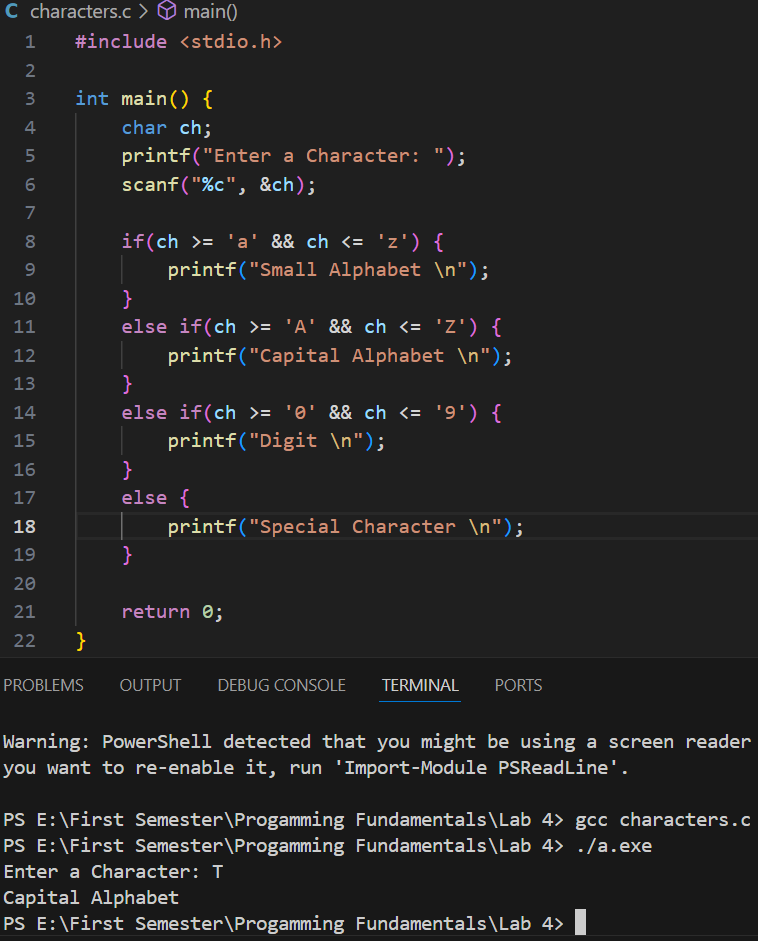 C characters.c > main()
1 #include <stdio.h>
2
3 int main() {
4     char ch;
5     printf("Enter a Character: ");
6     scanf("%c", &ch);
7
8     if(ch >= 'a' && ch <= 'z') {
9         printf("Small Alphabet \n");
10     }
11     else if(ch >= 'A' && ch <= 'Z') {
12         printf("Capital Alphabet \n");
13     }
14     else if(ch >= '0' && ch <= '9') {
15         printf("Digit \n");
16     }
17     else {
18         printf("Special Character \n");
19     }
20
21     return 0;
22 }
PROBLEMS OUTPUT DEBUG CONSOLE TERMINAL PORTS
Warning: PowerShell detected that you might be using a screen reader
you want to re-enable it, run 'Import-Module PSReadLine'.
PS E:\First Semester\Progamming Fundamentals\Lab 4> gcc characters.c
PS E:\First Semester\Progamming Fundamentals\Lab 4> ./a.exe
Enter a Character: T
Capital Alphabet
PS E:\First Semester\Progamming Fundamentals\Lab 4>